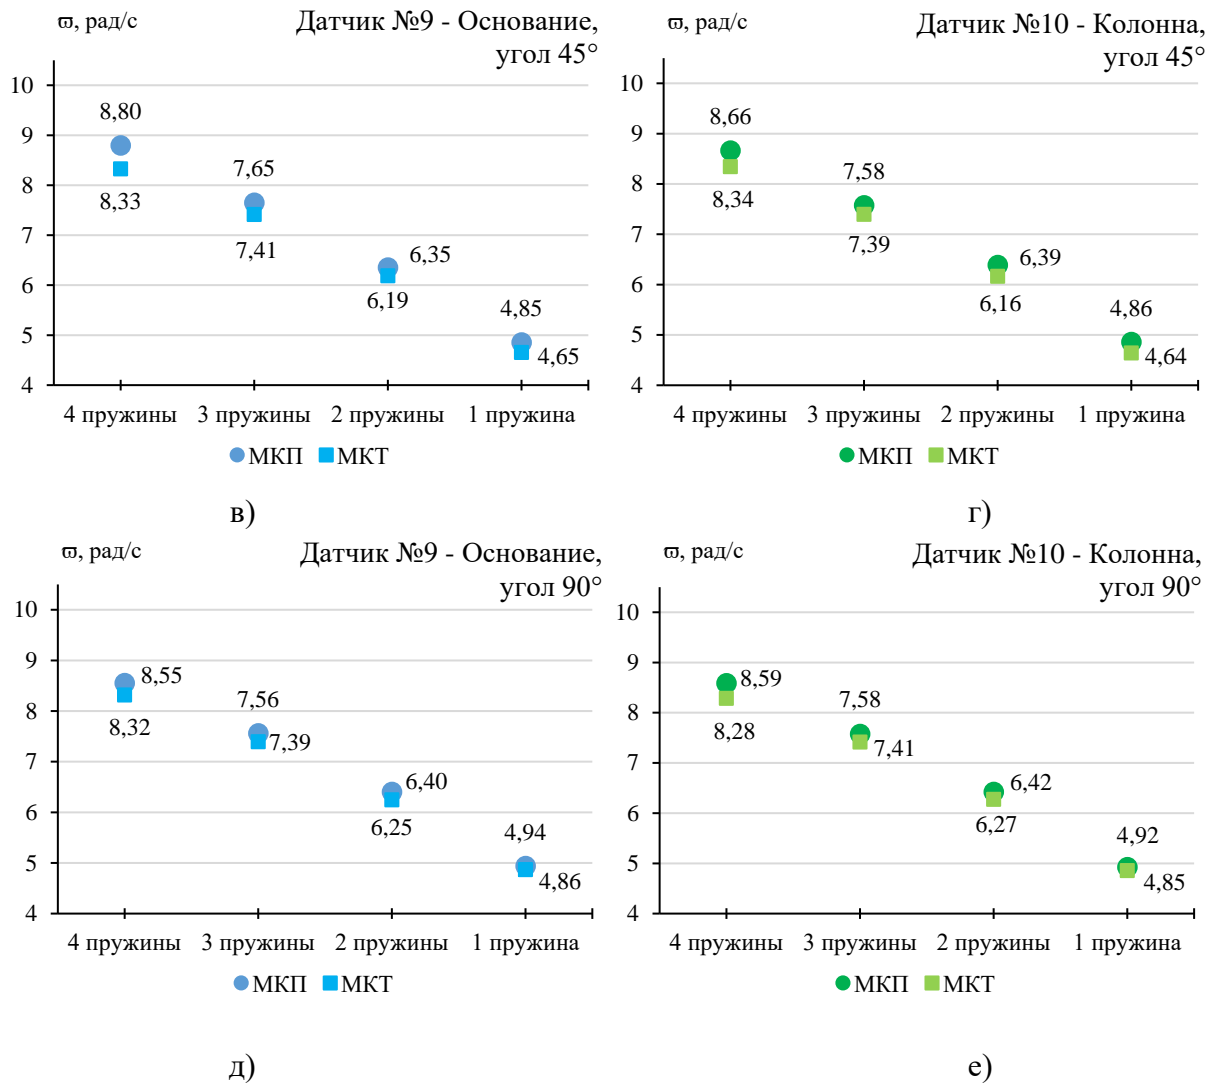 ϖ, рад/с
Датчик №9 - Основание,
угол 45°
10
9
8
7
6
5
4
8,80
8,33
7,65
7,41
6,35
6,19
4,85
4,65
4 пружины 3 пружины 2 пружины 1 пружина
МКП МКТ
в)
ϖ, рад/с
Датчик №10 - Колонна,
угол 45°
10
9
8
7
6
5
4
8,66
8,34
7,58
7,39
6,39
6,16
4,86
4,64
4 пружины 3 пружины 2 пружины 1 пружина
МКП МКТ
г)
ϖ, рад/с
Датчик №9 - Основание,
угол 90°
10
9
8
7
6
5
4
8,55
8,32
7,56
7,39
6,40
6,25
4,94
4,86
4 пружины 3 пружины 2 пружины 1 пружина
МКП МКТ
д)
ϖ, рад/с
Датчик №10 - Колонна,
угол 90°
10
9
8
7
6
5
4
8,59
8,28
7,58
7,41
6,42
6,27
4,92
4,85
4 пружины 3 пружины 2 пружины 1 пружина
МКП МКТ
е)